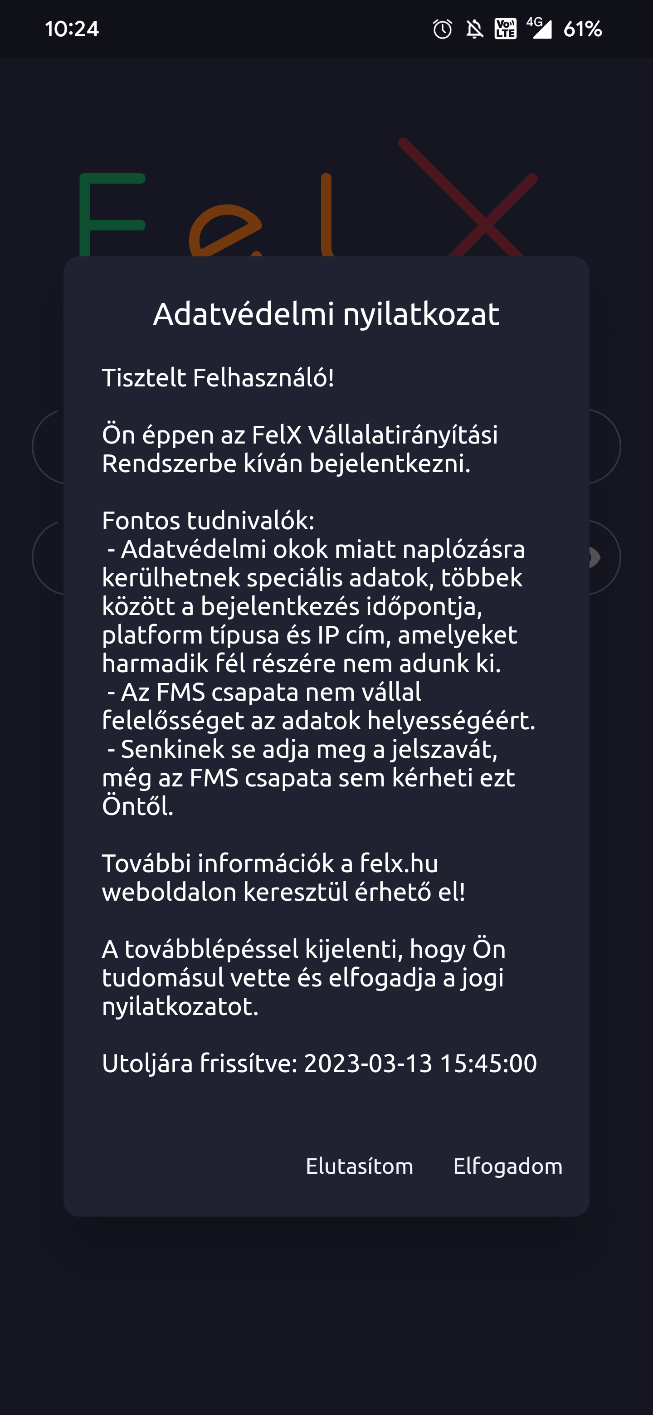 10:24
Vo))
LTE
4G
61%
FelX
Adatvédelmi nyilatkozat
Tisztelt Felhasználó!
Ön éppen az FelX Vállalatirányítási
Rendszerbe kíván bejelentkezni.
Fontos tudnivalók:
- Adatvédelmi okok miatt naplózásra
kerülhetnek speciális adatok, többek
között a bejelentkezés időpontja,
platform típusa és IP cím, amelyeket
harmadik fél részére nem adunk ki.
- Az FMS csapata nem vállal
felelősséget az adatok helyességéért.
- Senkinek se adja meg a jelszavát,
még az FMS csapata sem kérheti ezt
Öntől.
További információk a felx.hu
weboldalon keresztül érhető el!
A továbblépéssel kijelenti, hogy Ön
tudomásul vette és elfogadja a jogi
nyilatkozatot.
Utoljára frissítve: 2023-03-13 15:45:00
Elutasítom Elfogadom